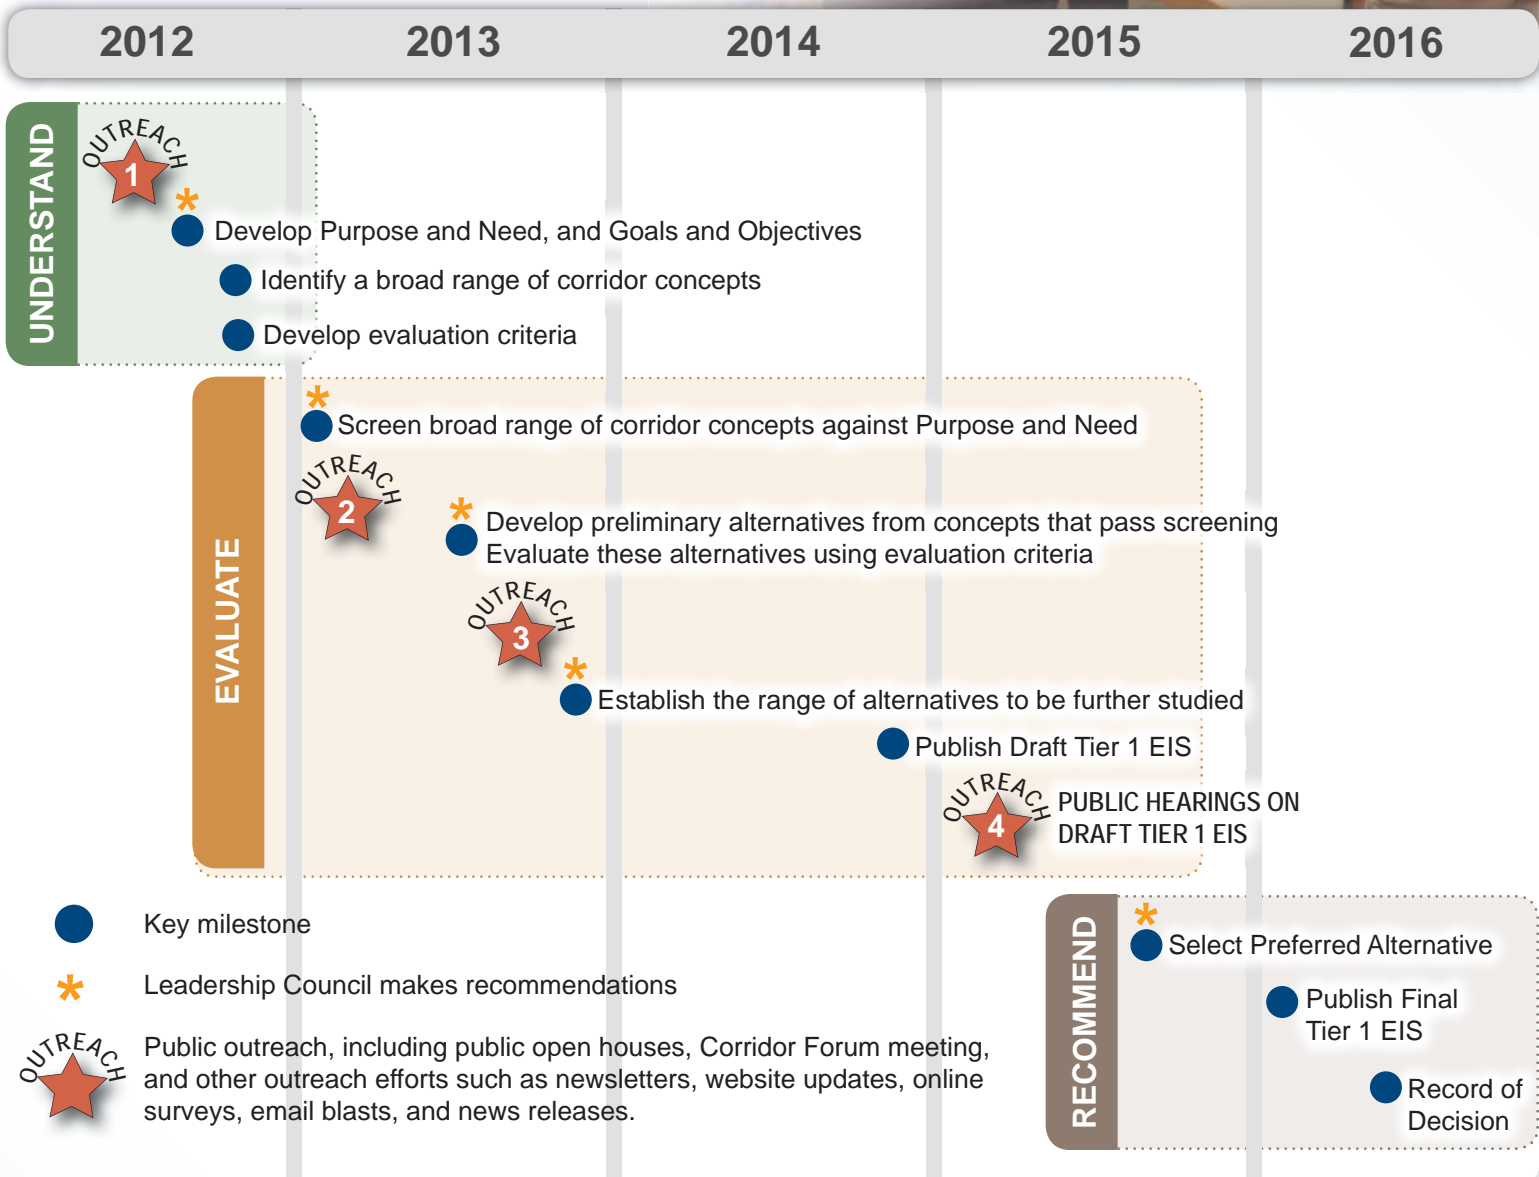 2012 2013 2014 2015 2016
UNDERSTAND
OUTREACH
1
*
Develop Purpose and Need, and Goals and Objectives
Identify a broad range of corridor concepts
Develop evaluation criteria
EVALUATE
*
Screen broad range of corridor concepts against Purpose and Need
OUTREACH
2
*
Develop preliminary alternatives from concepts that pass screening
Evaluate these alternatives using evaluation criteria
OUTREACH
3
*
Establish the range of alternatives to be further studied
Publish Draft Tier 1 EIS
OUTREACH
4
PUBLIC HEARINGS ON
DRAFT TIER 1 EIS
RECOMMEND
*
Select Preferred Alternative
Publish Final
Tier 1 EIS
Record of
Decision
Key milestone
* Leadership Council makes recommendations
OUTREACH
Public outreach, including public open houses, Corridor Forum meeting,
and other outreach efforts such as newsletters, website updates, online
surveys, email blasts, and news releases.